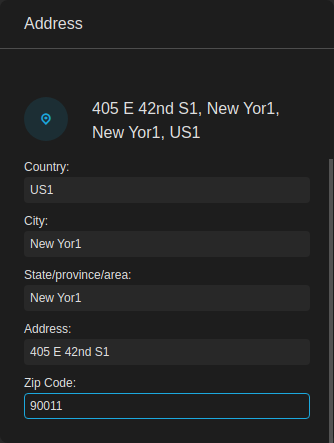 Address
405 E 42nd S1, New Yor1,
New Yor1, US1
Country:
US1
City:
New Yor1
State/province/area:
New Yor1
Address:
405 E 42nd S1
Zip Code:
90011